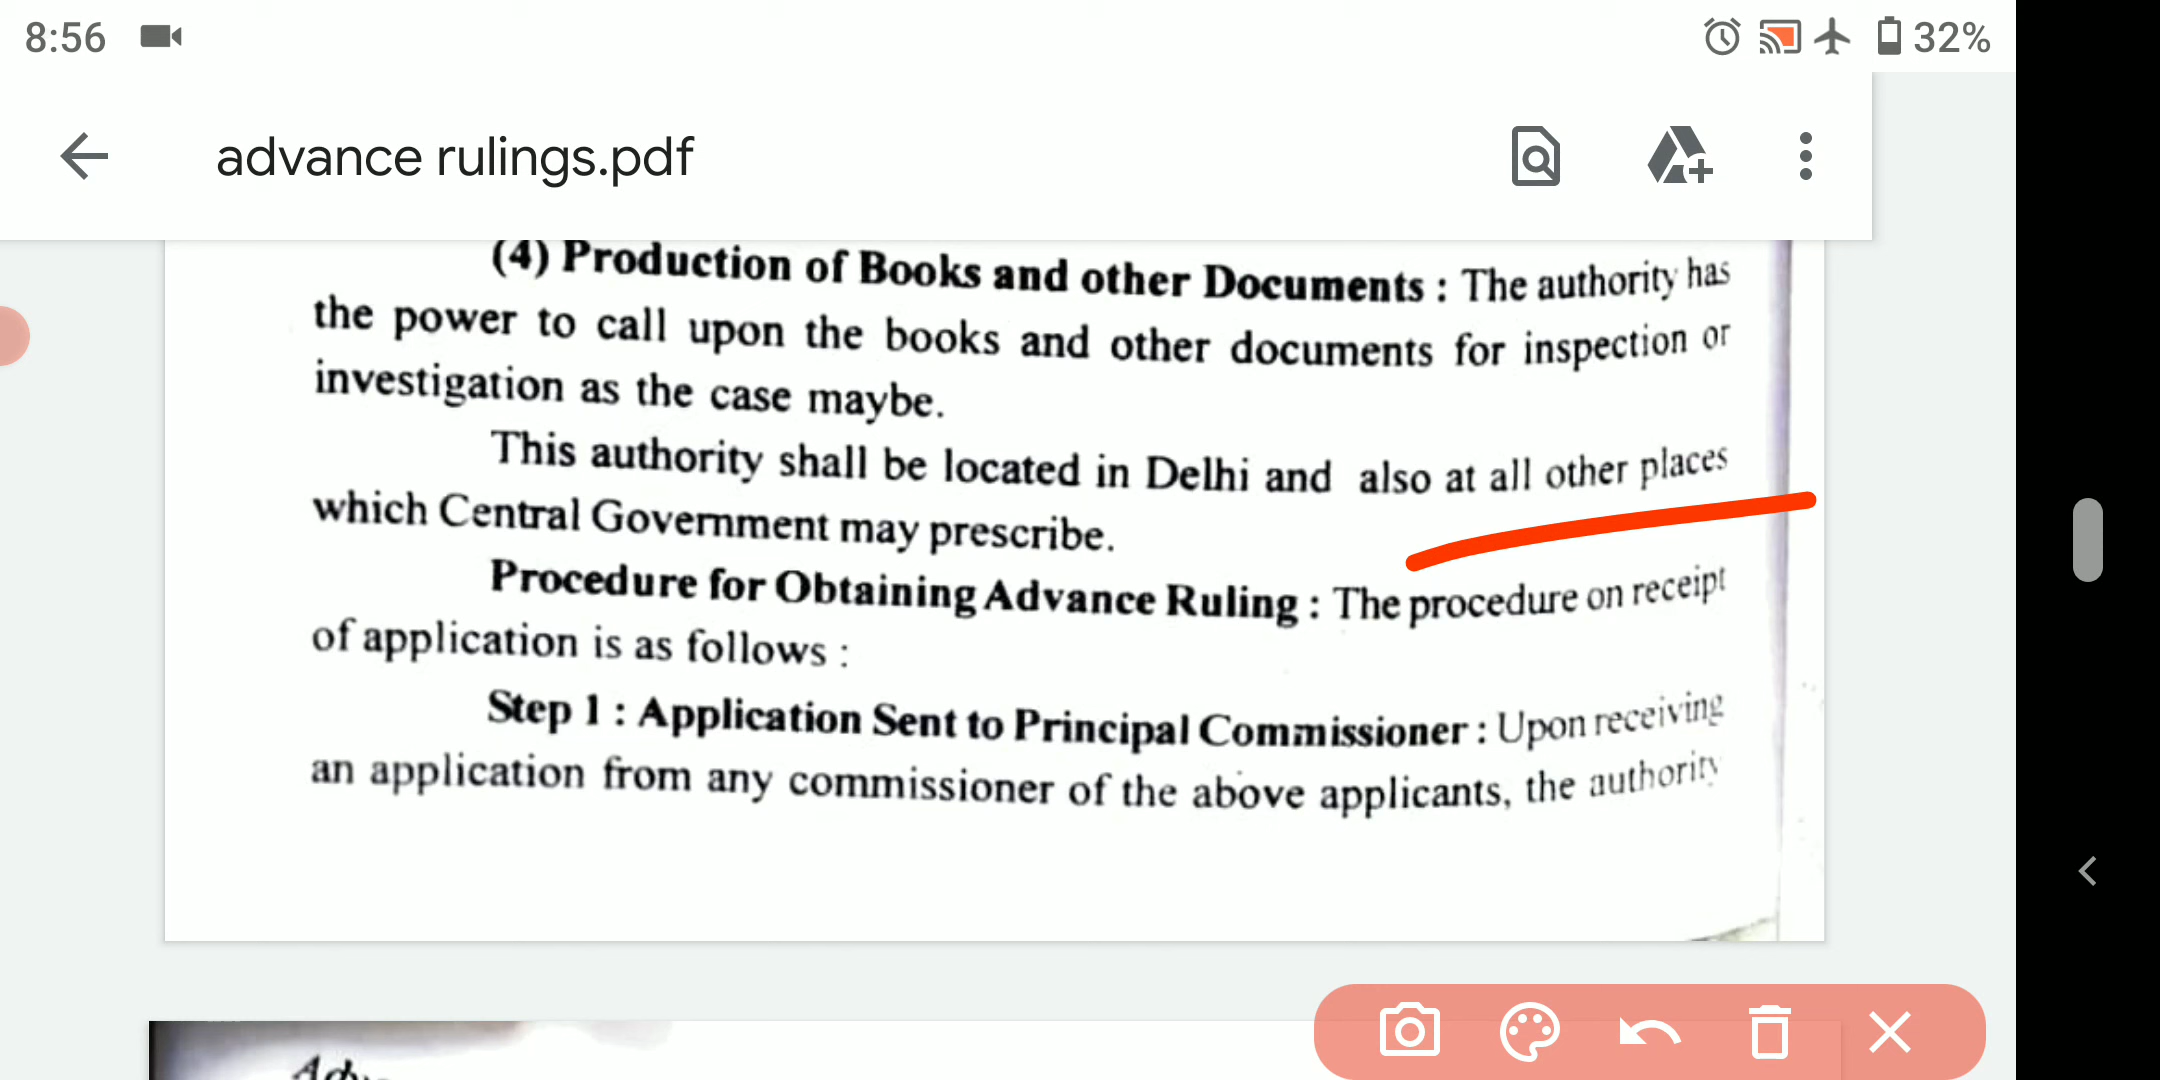 8:56 32%
advance rulings.pdf
(4) Production of Books and other Documents : The authority has
the power to call upon the books and other documents for inspection or
investigation as the case maybe.
This authority shall be located in Delhi and also at all other places
which Central Government may prescribe.
Procedure for Obtaining Advance Ruling : The procedure on receipt
of application is as follows :
Step 1 : Application Sent to Principal Commissioner : Upon receiving
an application from any commissioner of the above applicants, the authority